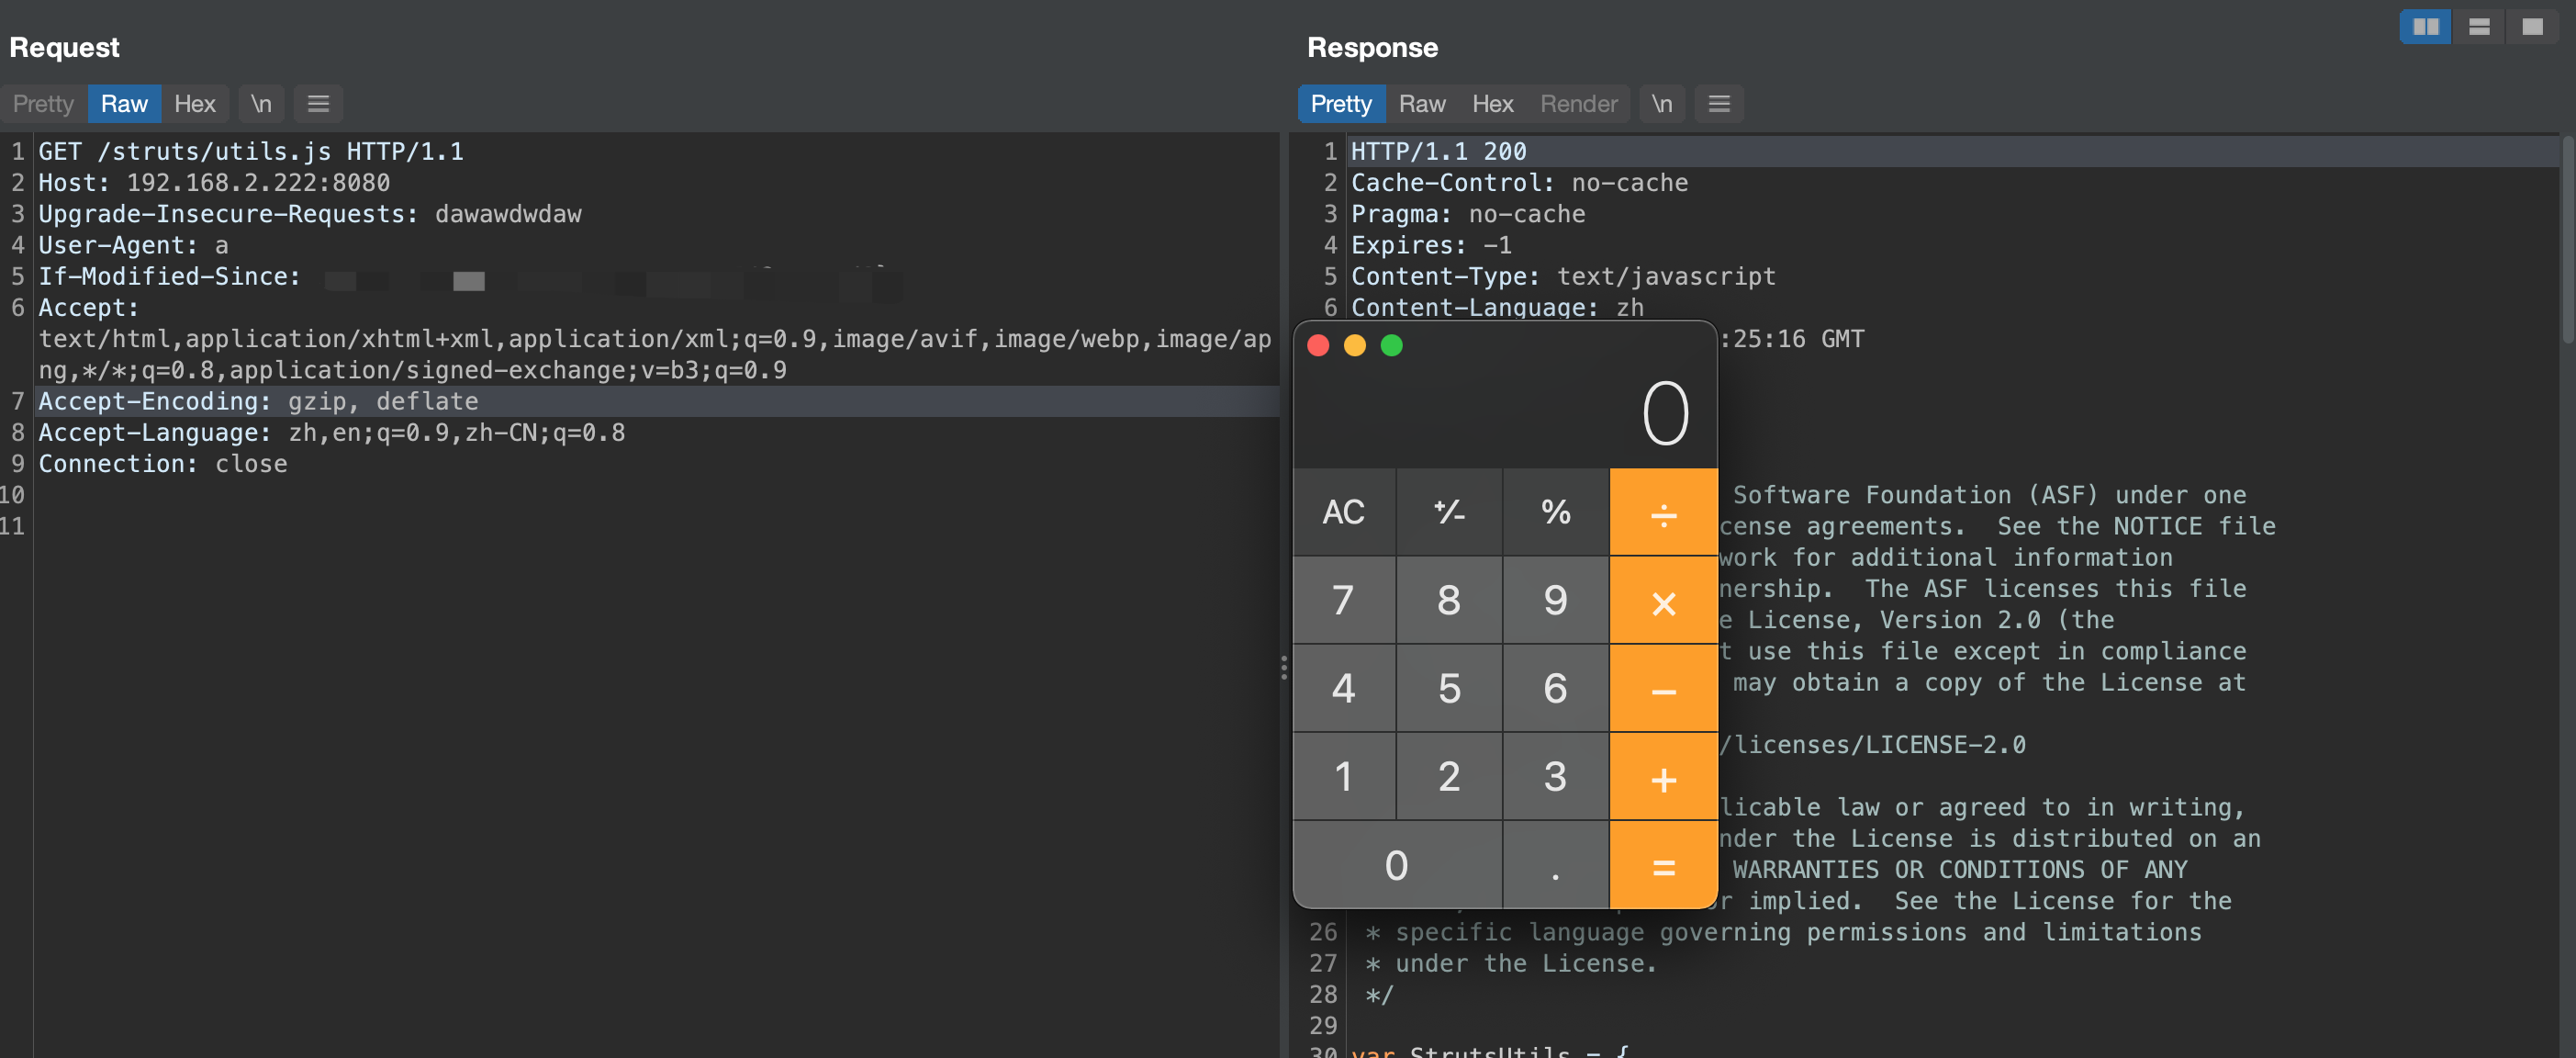 Request
Pretty Raw Hex \n
1 GET /struts/utils.js HTTP/1.1
2 Host: 192.168.2.222:8080
3 Upgrade-Insecure-Requests: dawawdwdaw
4 User-Agent: a
5 If-Modified-Since:
6 Accept:
text/html,application/xhtml+xml,application/xml;q=0.9,image/avif,image/webp,image/ap
ng,*/*;q=0.8,application/signed-exchange;v=b3;q=0.9
7 Accept-Encoding: gzip, deflate
8 Accept-Language: zh,en;q=0.9,zh-CN;q=0.8
9 Connection: close
10
11
Response
Pretty Raw Hex Render \n
1 HTTP/1.1 200
2 Cache-Control: no-cache
3 Pragma: no-cache
4 Expires: -1
5 Content-Type: text/javascript
6 Content-Language: zh
:25:16 GMT
Software Foundation (ASF) under one
cense agreements.  See the NOTICE file
work for additional information
nership.  The ASF licenses this file
e License, Version 2.0 (the
t use this file except in compliance
may obtain a copy of the License at
/licenses/LICENSE-2.0
licable law or agreed to in writing,
nder the License is distributed on an
WARRANTIES OR CONDITIONS OF ANY
or implied.  See the License for the
26 * specific language governing permissions and limitations
27 * under the License.
28 */
29
30 var StrutsUtils = {
0
AC +/- % ÷
7 8 9 ×
4 5 6 −
1 2 3 +
0 . =